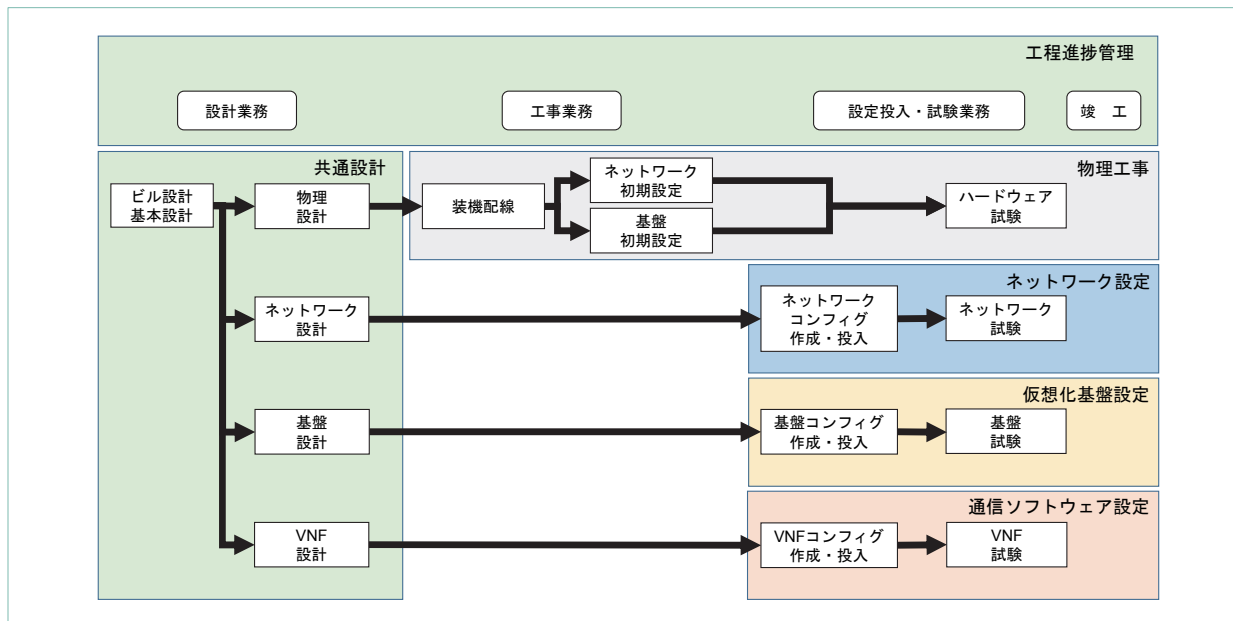 工程進捗管理
設計業務
工事業務
設定投入・試験業務
竣　工
共通設計
ビル設計
基本設計
物理
設計
ネットワーク
設計
基盤
設計
VNF
設計
物理工事
装機配線
ネットワーク
初期設定
基盤
初期設定
ハードウェア
試験
ネットワーク設定
ネットワーク
コンフィグ
作成・投入
ネットワーク
試験
仮想化基盤設定
基盤コンフィグ
作成・投入
基盤
試験
通信ソフトウェア設定
VNFコンフィグ
作成・投入
VNF
試験